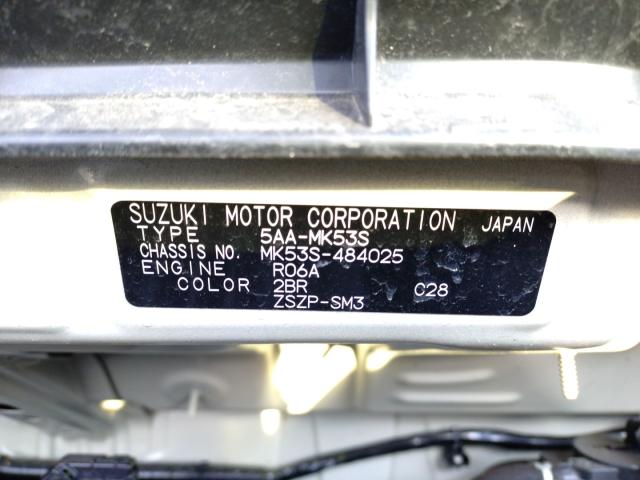 SUZUKI MOTOR CORPORATION JAPAN
TYPE 5AA-MK53S
CHASSIS NO. MK53S-484025
ENGINE R06A
COLOR 2BR C28
ZSZP-SM3